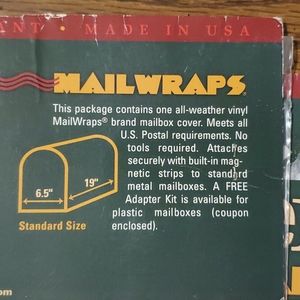 ANT • MADE IN USA
MAILWRAPS
This package contains one all-weather vinyl
MailWraps® brand mailbox cover. Meets all
U.S. Postal requirements. No
tools required. Attaches
securely with built-in mag-
netic strips to standard
metal mailboxes. A FREE
Adapter Kit is available for
plastic mailboxes (coupon
enclosed).
6.5"
19"
Standard Size
om